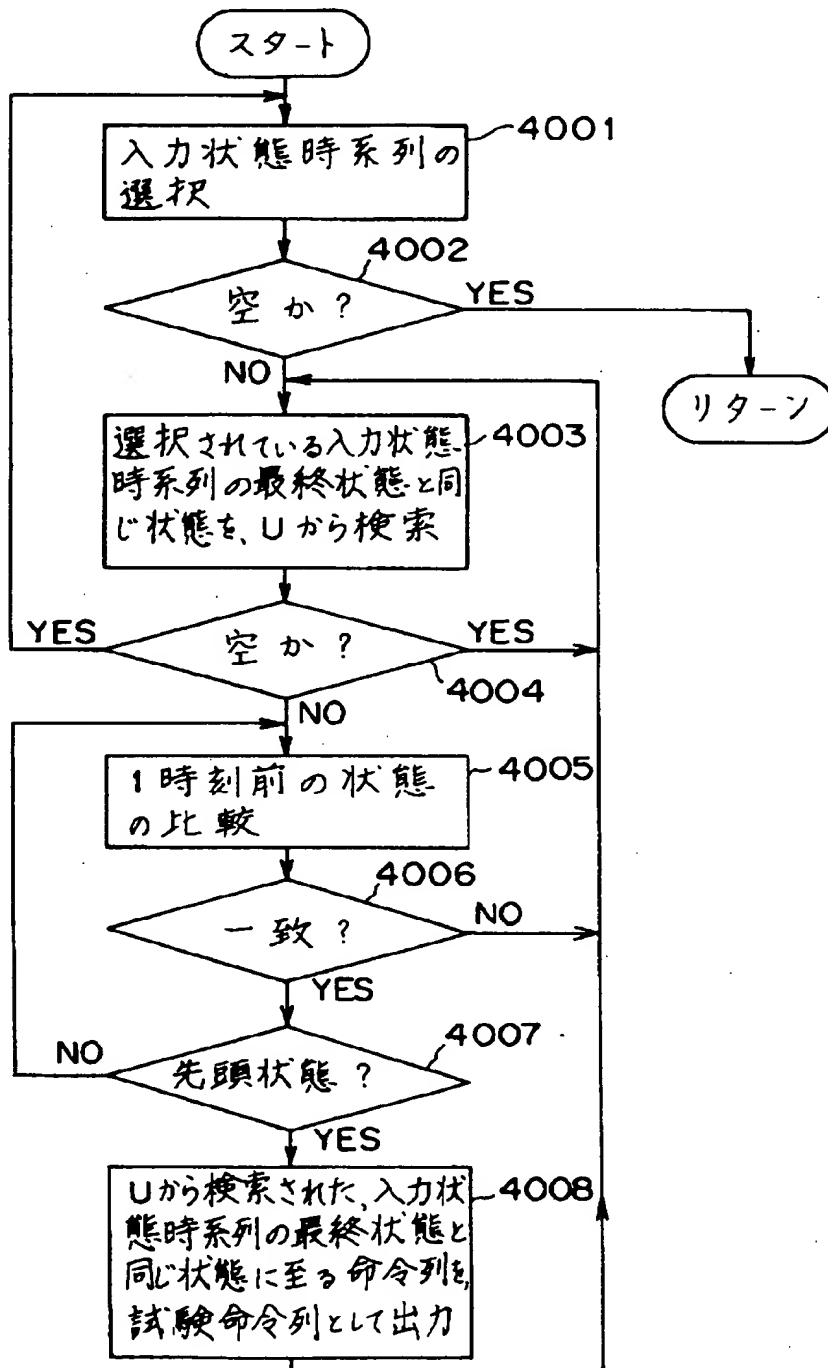 スタート
4001
入力状態時系列の
選択
4002
空か?
YES
NO
リターン
選択されている入力状態
時系列の最終状態と同
じ状態を、Uから検索
4003
YES
空か?
YES
4004
NO
1時刻前の状態
の比較
4005
4006
一致?
NO
YES
4007
NO
先頭状態?
YES
Uから検索された、入力状
態時系列の最終状態と
同じ状態に至る命令列を、
試験命令列として出力
4008